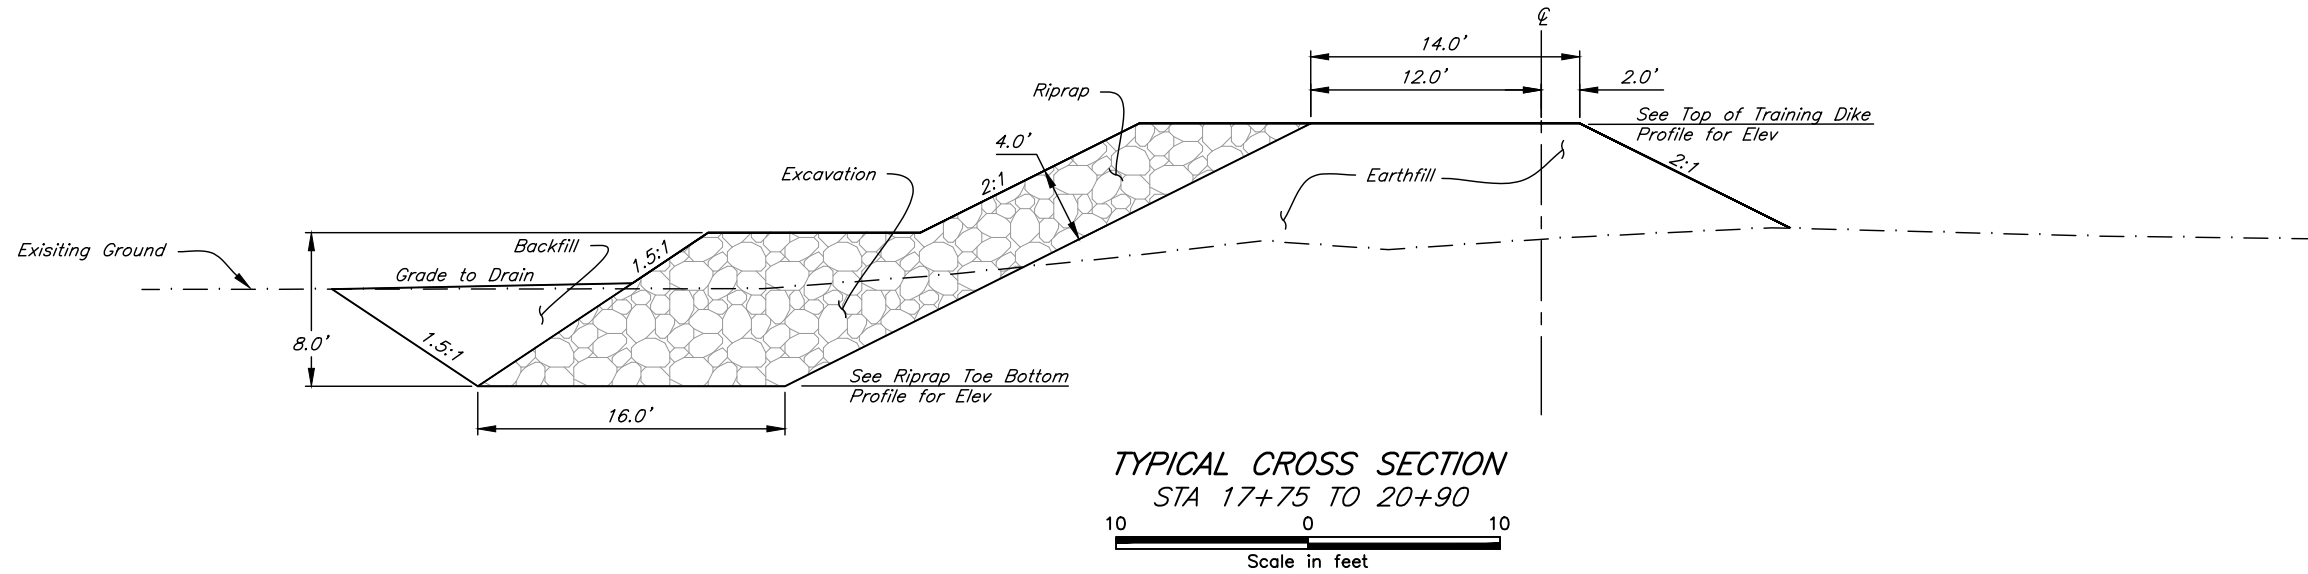 ℄
14.0'
12.0'
2.0'
Riprap
See Top of Training Dike
Profile for Elev
4.0'
2:1
Excavation
2:1
Earthfill
Exisiting Ground
Backfill
1.5:1
Grade to Drain
8.0'
1.5:1
See Riprap Toe Bottom
Profile for Elev
16.0'
TYPICAL CROSS SECTION
STA 17+75 TO 20+90
10 0 10
Scale in feet